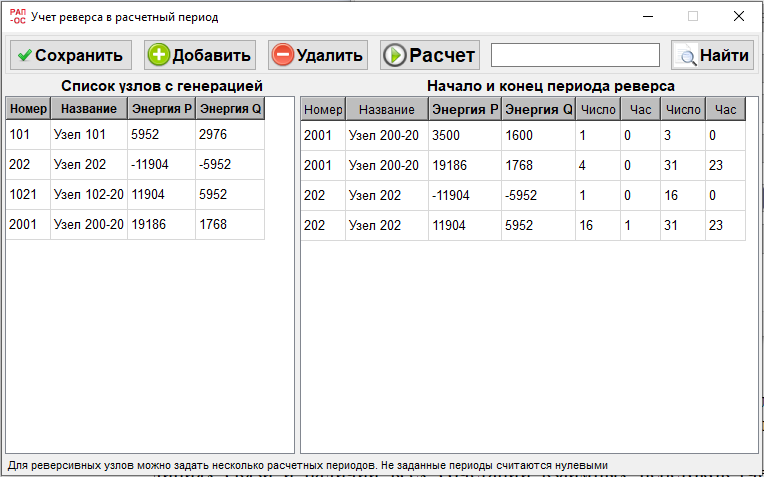 РАП
-ОС
Учет реверса в расчетный период
Сохранить Добавить Удалить Расчет Найти
Список узлов с генерацией
Номер Название Энергия P Энергия Q
101 Узел 101 5952 2976
202 Узел 202 -11904 -5952
1021 Узел 102-20 11904 5952
2001 Узел 200-20 19186 1768
Начало и конец периода реверса
Номер Название Энергия P Энергия Q Число Час Число Час
2001 Узел 200-20 3500 1600 1 0 3 0
2001 Узел 200-20 19186 1768 4 0 31 23
202 Узел 202 -11904 -5952 1 0 16 0
202 Узел 202 11904 5952 16 1 31 23
Для реверсивных узлов можно задать несколько расчетных периодов. Не заданные периоды считаются нулевыми